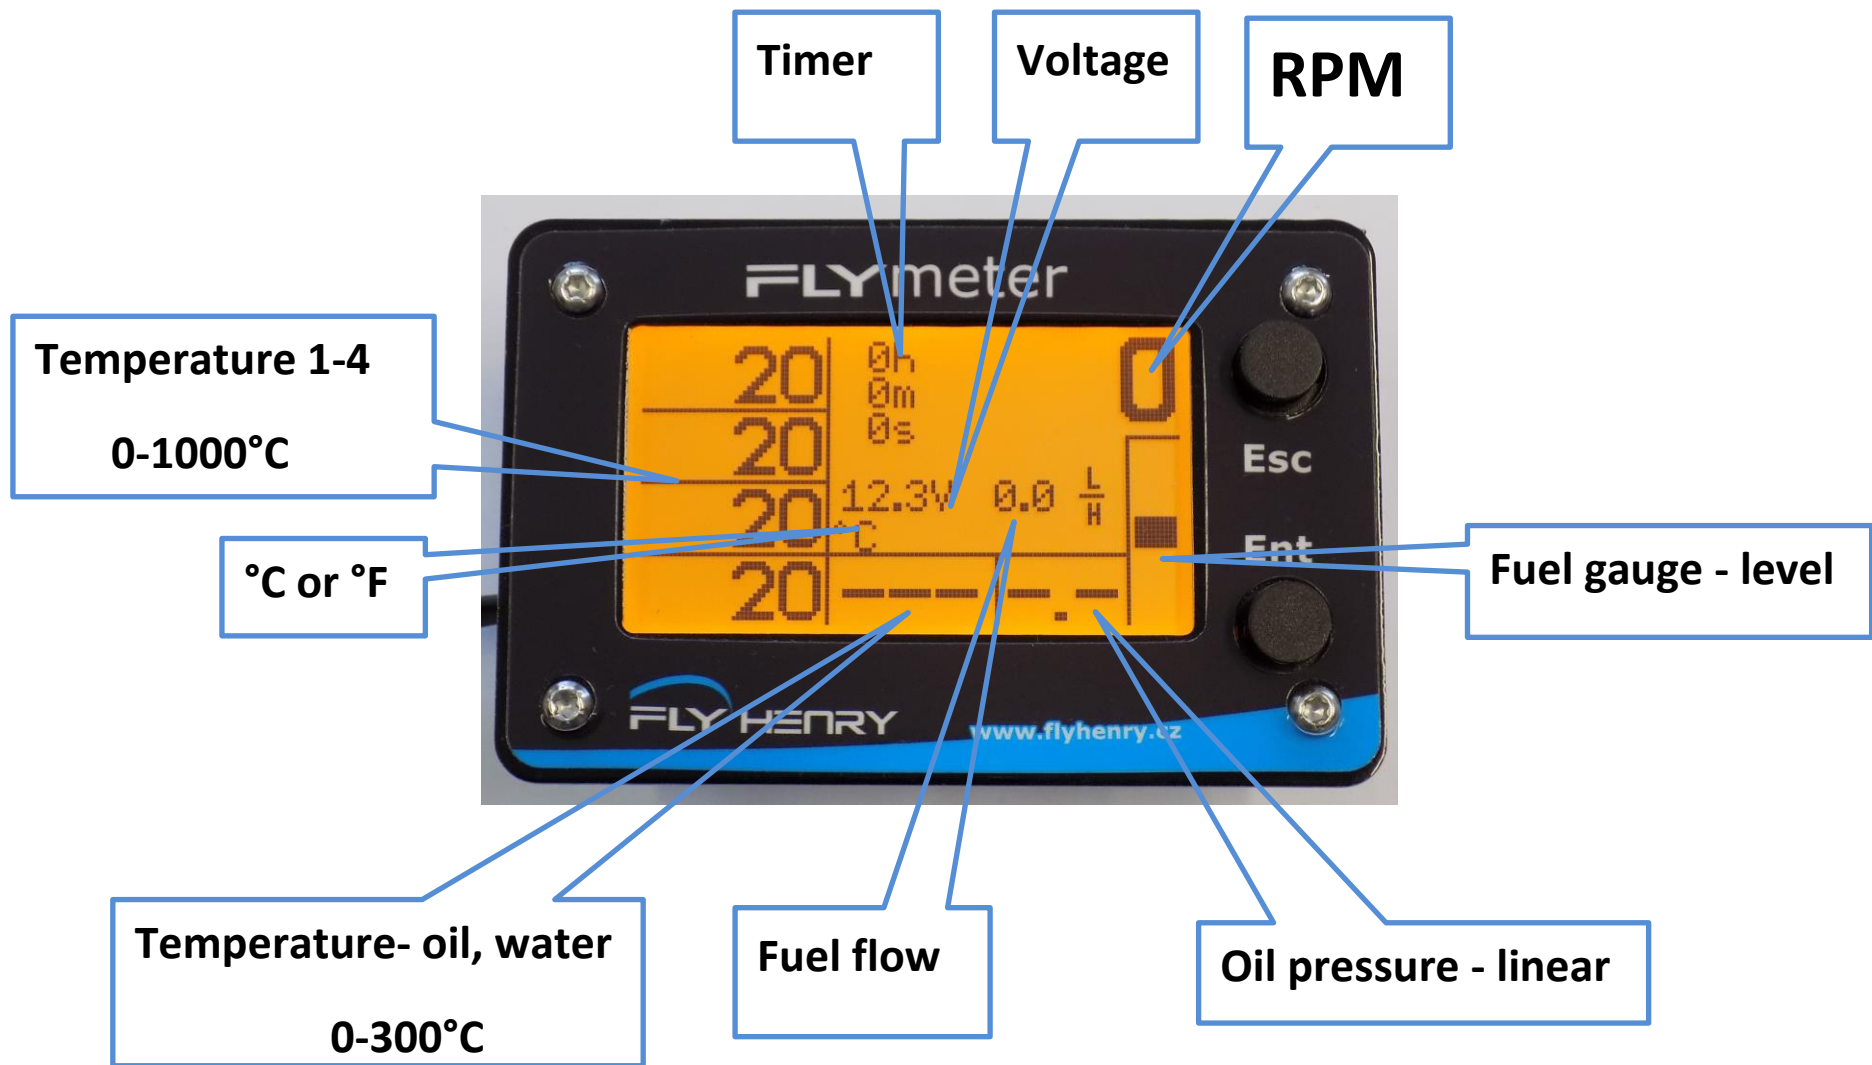 Timer
Voltage
RPM
FLYmeter
Temperature 1-4
0-1000°C
20
20
20
20
0h
0m
0s
0
12.3V
0.0 L/H
°C
---
-.-
Esc
Ent
°C or °F
Fuel gauge - level
FLY HENRY
www.flyhenry.cz
Temperature- oil, water
0-300°C
Fuel flow
Oil pressure - linear